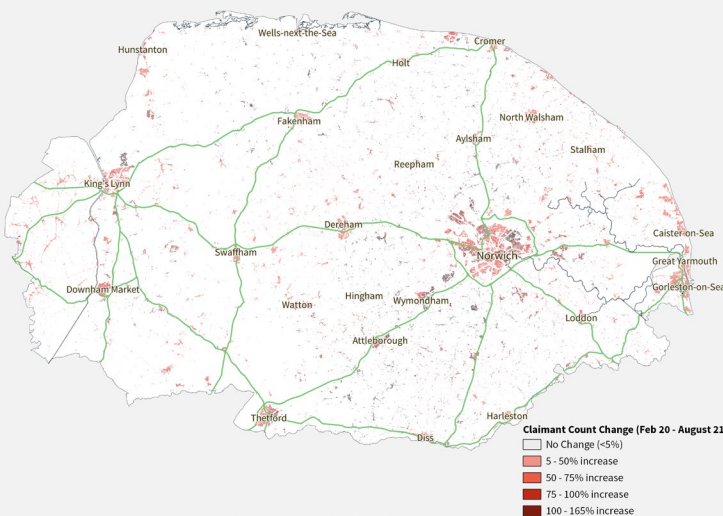 Wells-next-the-Sea
Cromer
Hunstanton
Holt
North Walsham
Fakenham
Aylsham
Stalham
Reepham
King's Lynn
Dereham
Caister-on-Sea
Swaffham
Norwich
Great Yarmouth
Downham Market
Gorleston-on-Sea
Hingham
Wymondham
Watton
Loddon
Attleborough
Thetford
Harleston
Diss
Claimant Count Change (Feb 20 - August 21
No Change (<5%)
5 - 50% increase
50 - 75% increase
75 - 100% increase
100 - 165% increase